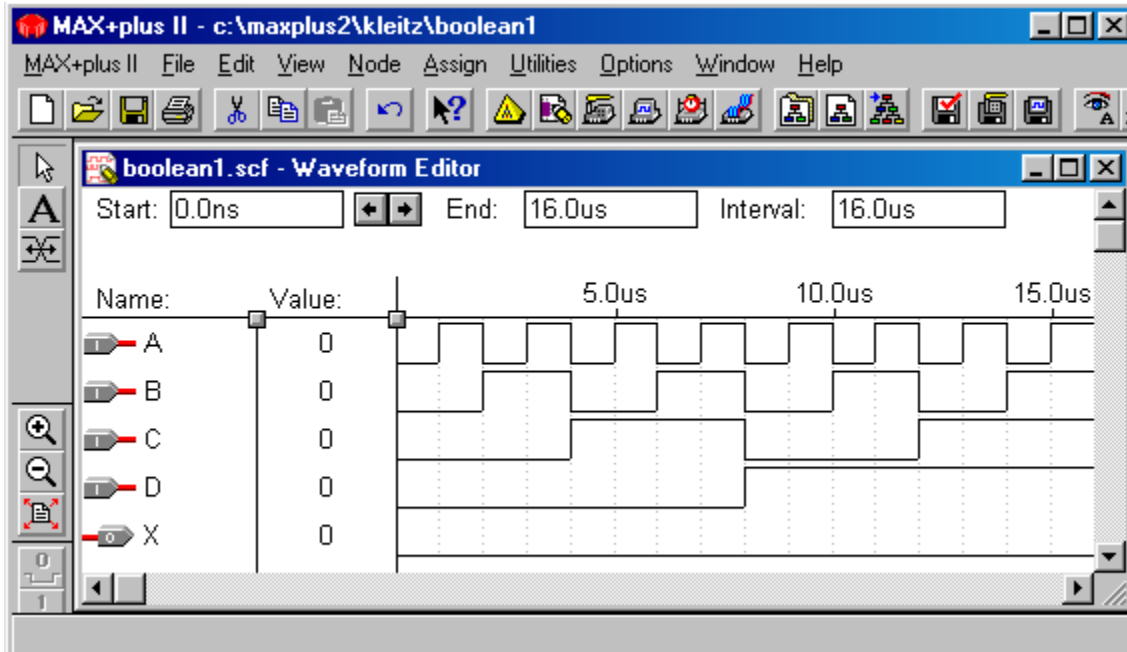 MAX+plus II - c:\maxplus2\kleitz\boolean1
MAX+plus II File Edit View Node Assign Utilities Options Window Help
boolean1.scf - Waveform Editor
Start: 0.0ns End: 16.0us Interval: 16.0us
Name: Value: 5.0us 10.0us 15.0us
A 0
B 0
C 0
D 0
X 0
A
A
0
1